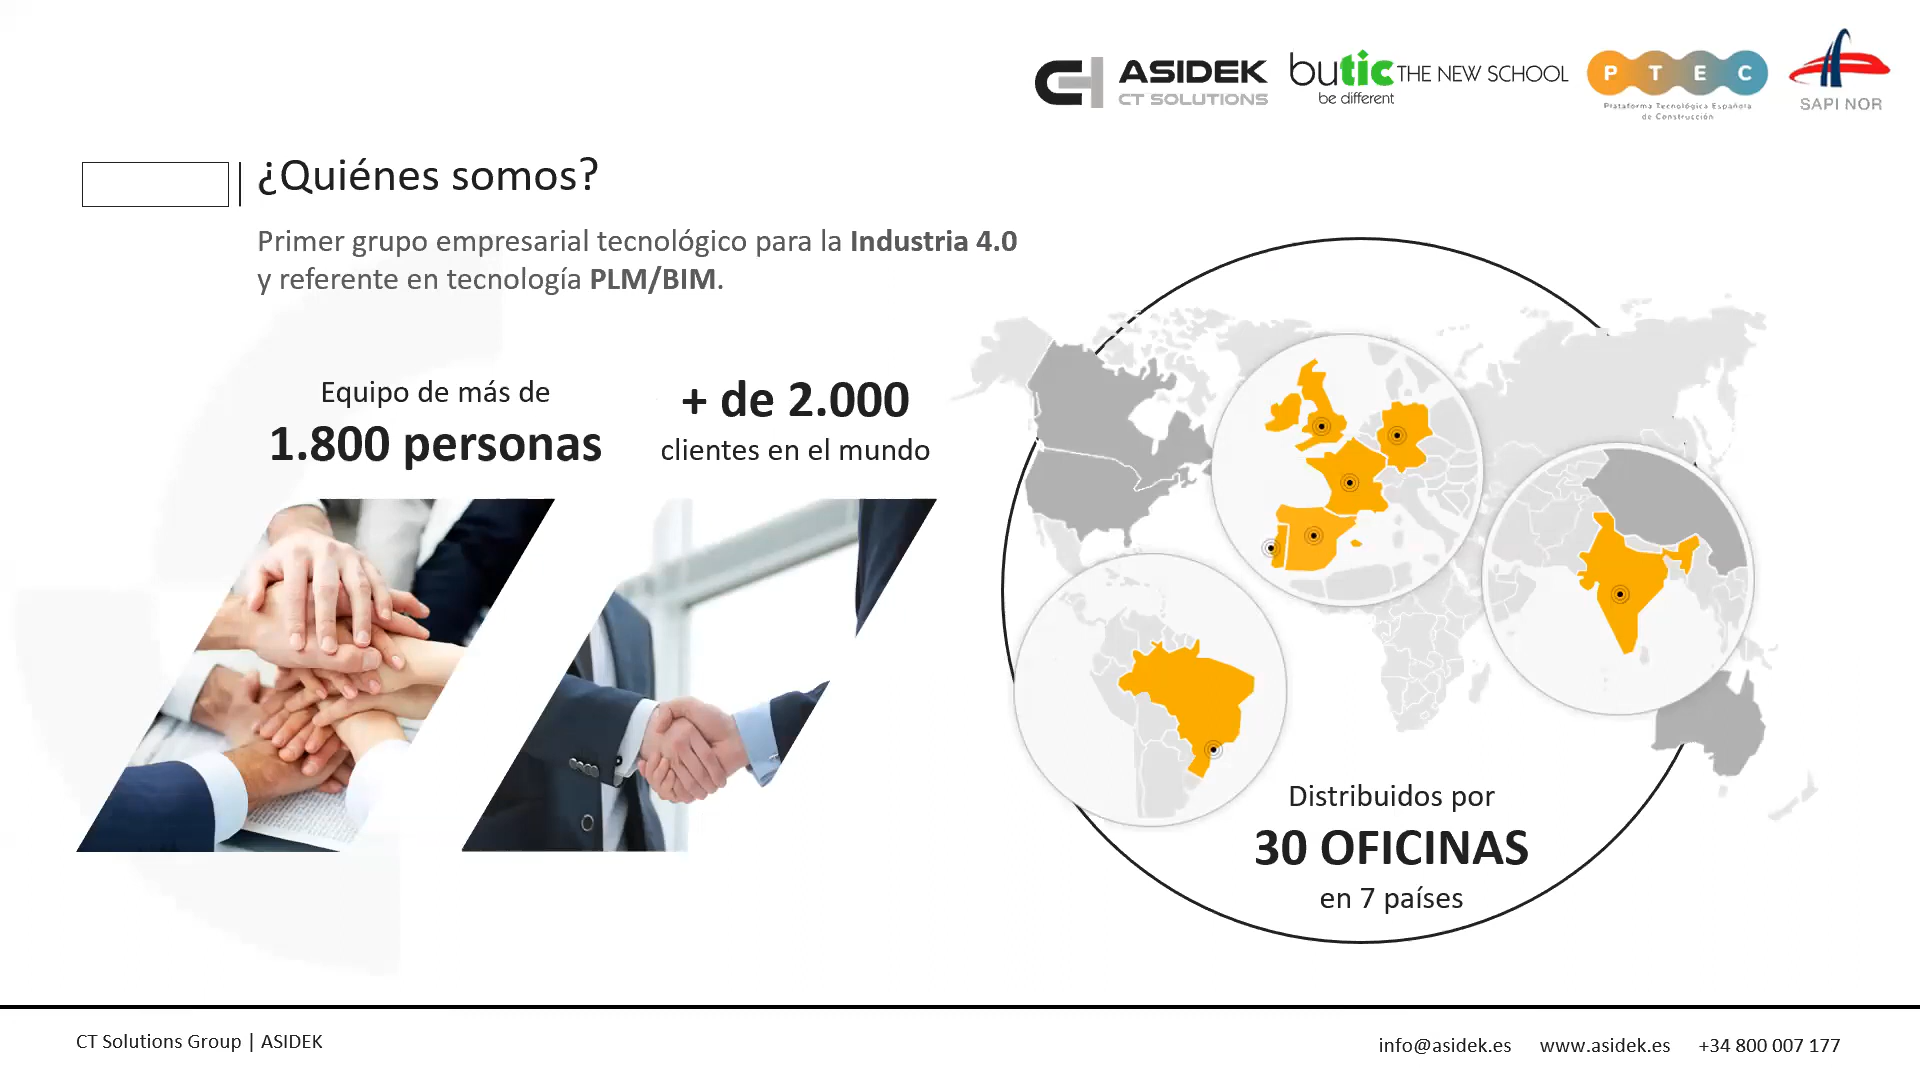 ASIDEK
CT SOLUTIONS
butic THE NEW SCHOOL
be different
P T E C
Plataforma Tecnológica Española
de Construcción
SAPI NOR
¿Quiénes somos?
Primer grupo empresarial tecnológico para la Industria 4.0
y referente en tecnología PLM/BIM.
Equipo de más de
1.800 personas
+ de 2.000
clientes en el mundo
Distribuidos por
30 OFICINAS
en 7 países
CT Solutions Group | ASIDEK
info@asidek.es www.asidek.es +34 800 007 177